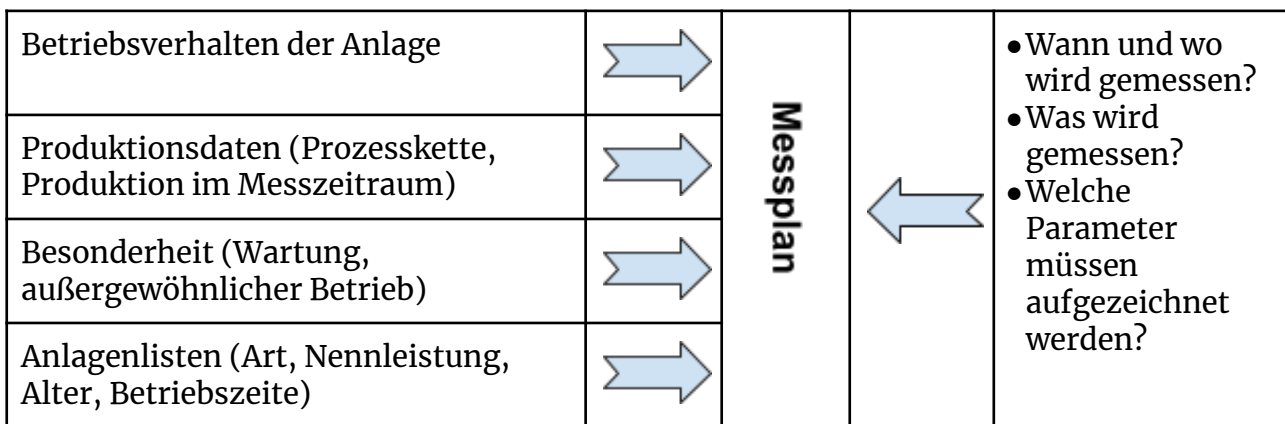 Betriebsverhalten der Anlage
Produktionsdaten (Prozesskette,
Produktion im Messzeitraum)
Besonderheit (Wartung,
außergewöhnlicher Betrieb)
Anlagenlisten (Art, Nennleistung,
Alter, Betriebszeite)
Messplan
●Wann und wo
wird gemessen?
●Was wird
gemessen?
●Welche
Parameter
müssen
aufgezeichnet
werden?